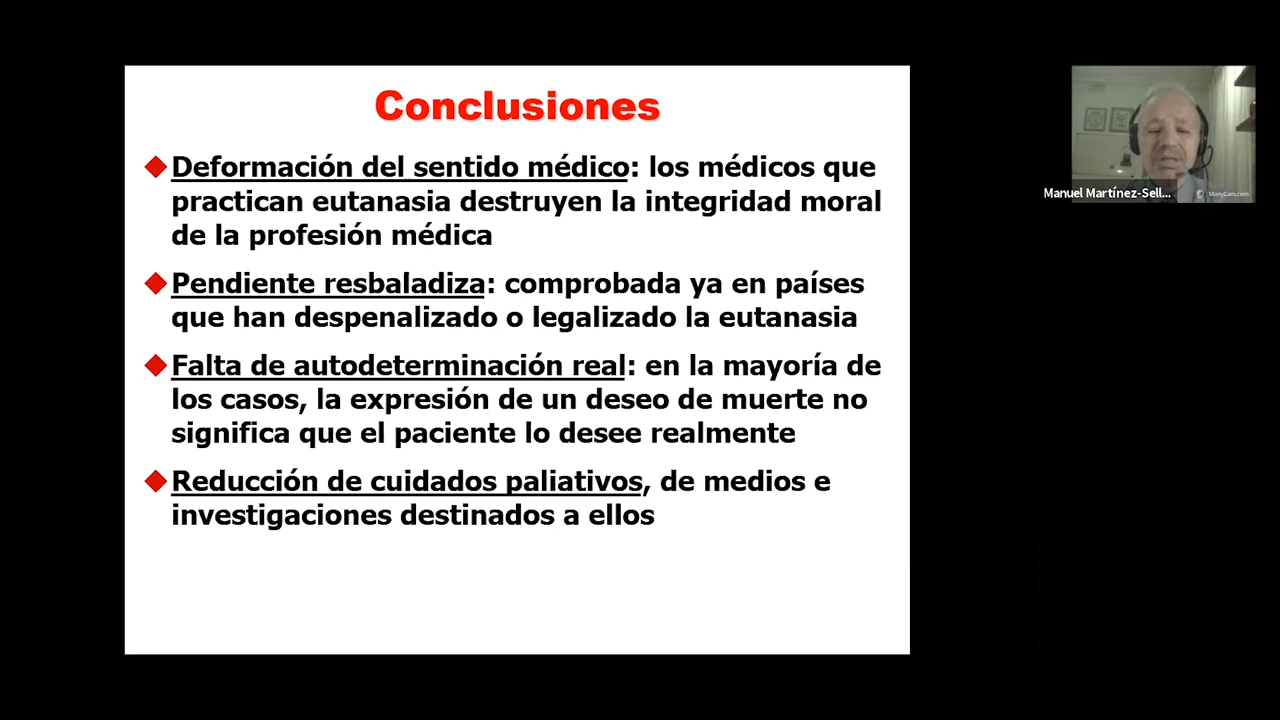 Conclusiones
Deformación del sentido médico: los médicos que
practican eutanasia destruyen la integridad moral
de la profesión médica
Pendiente resbaladiza: comprobada ya en países
que han despenalizado o legalizado la eutanasia
Falta de autodeterminación real: en la mayoría de
los casos, la expresión de un deseo de muerte no
significa que el paciente lo desee realmente
Reducción de cuidados paliativos, de medios e
investigaciones destinados a ellos
Manuel Martínez-Sell...
ManyCam.com